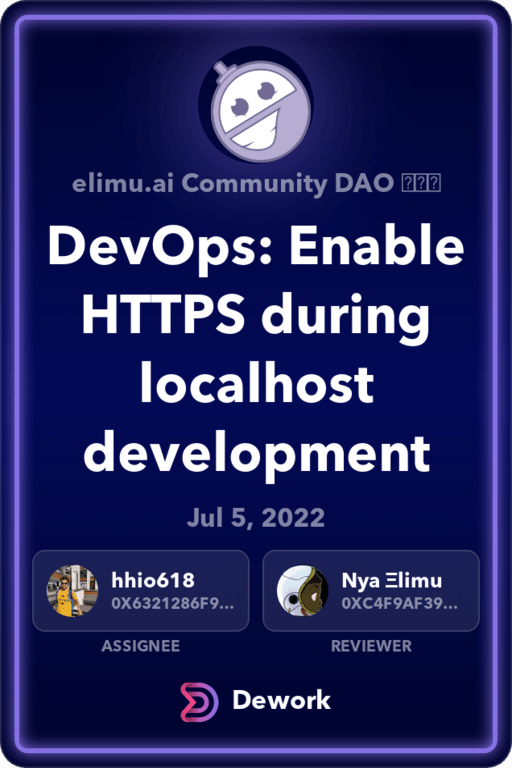 elimu.ai Community DAO
DevOps: Enable
HTTPS during
localhost
development
Jul 5, 2022
hhio618
0X6321286F9...
Nya Ξlimu
0XC4F9AF39...
ASSIGNEE
REVIEWER
Dework